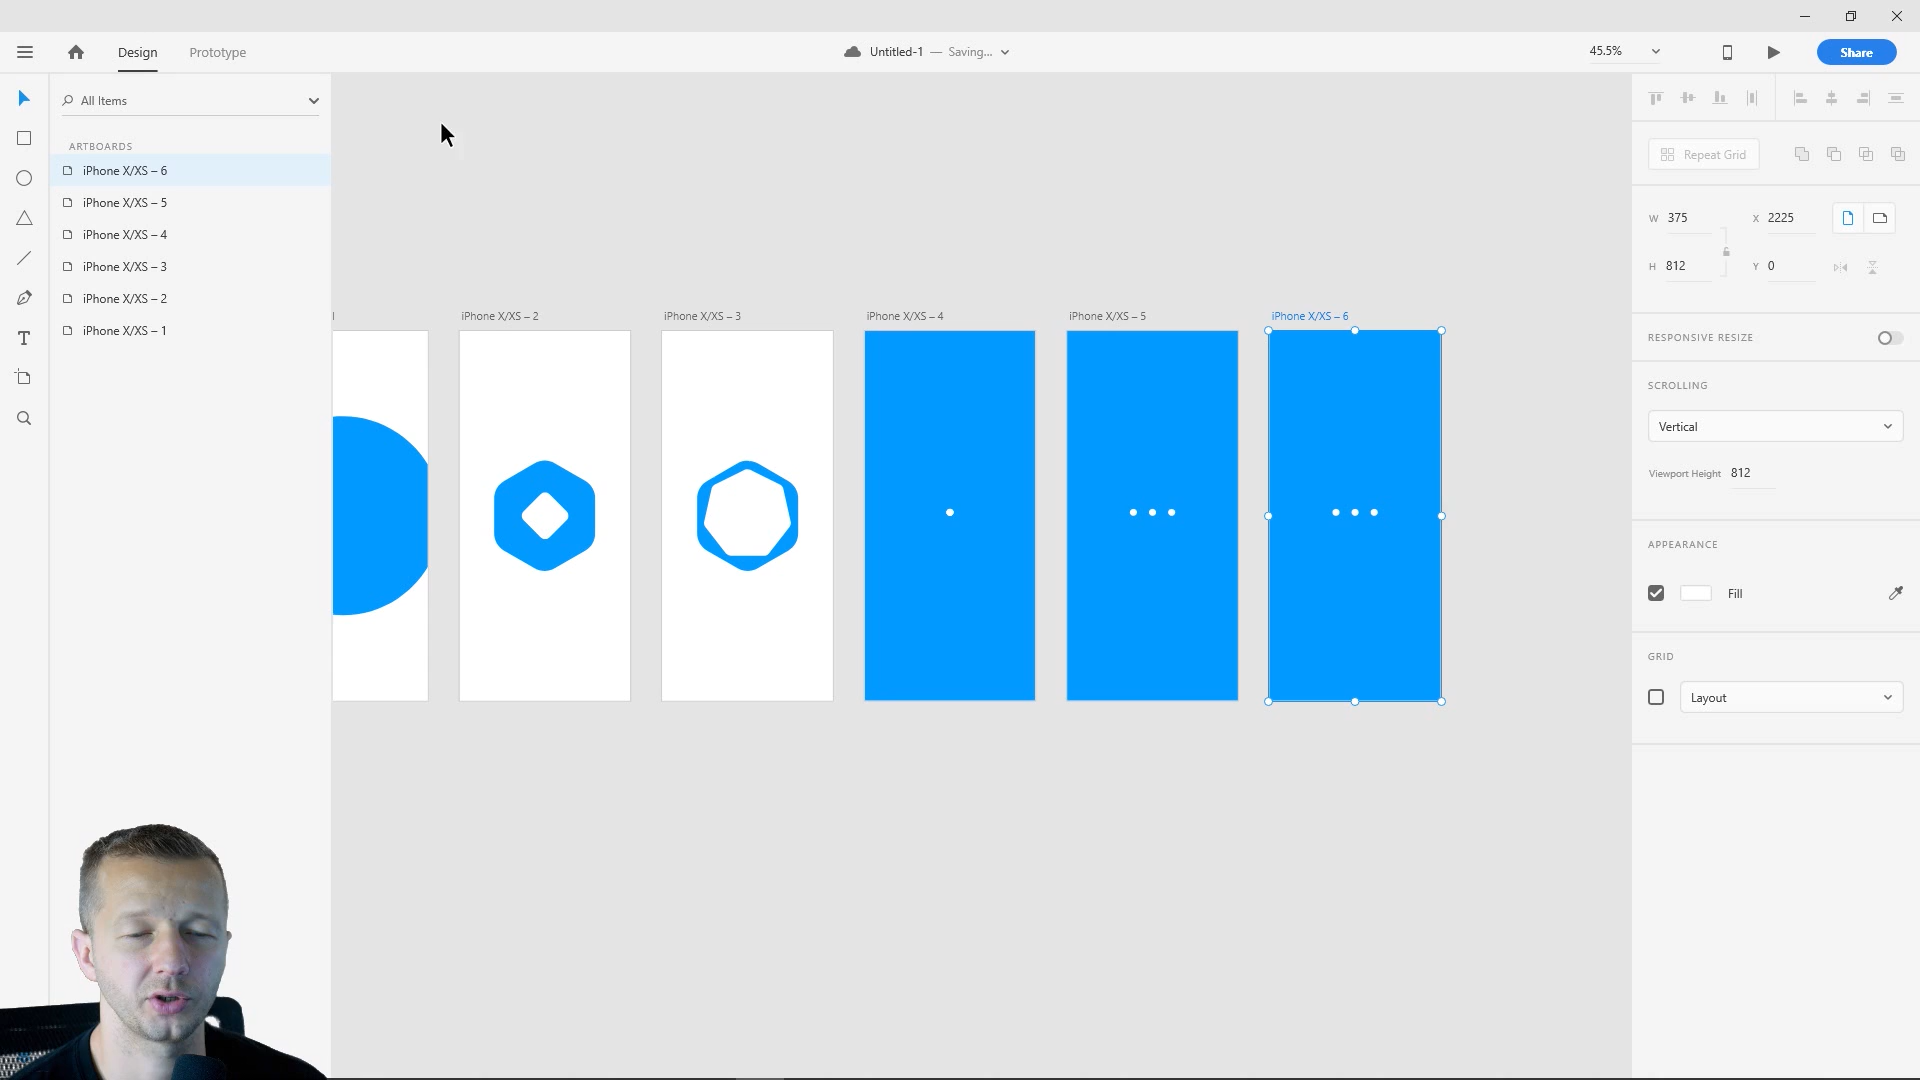 Design
Prototype
Untitled-1 — Saving...
45.5%
Share
All Items
ARTBOARDS
iPhone X/XS – 6
iPhone X/XS – 5
iPhone X/XS – 4
iPhone X/XS – 3
iPhone X/XS – 2
iPhone X/XS – 1
iPhone X/XS – 2
iPhone X/XS – 3
iPhone X/XS – 4
iPhone X/XS – 5
iPhone X/XS – 6
Repeat Grid
W 375
X 2225
H 812
Y 0
RESPONSIVE RESIZE
SCROLLING
Vertical
Viewport Height 812
APPEARANCE
Fill
GRID
Layout